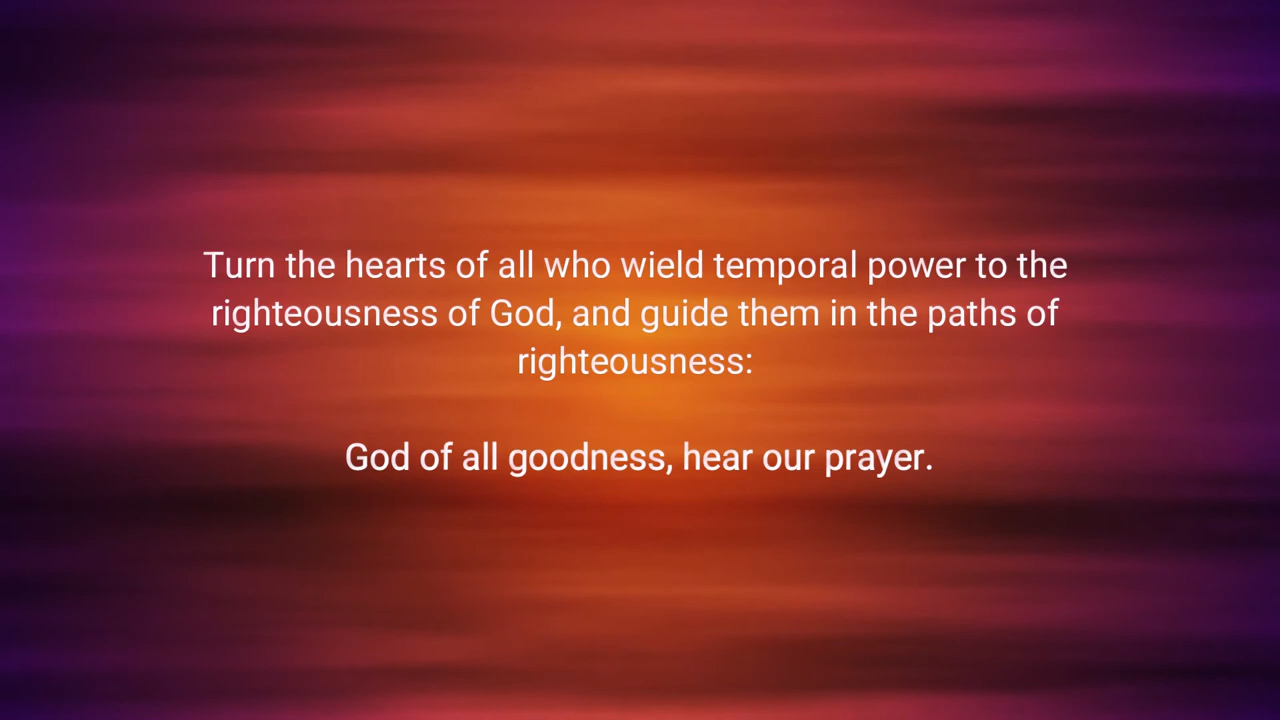 Turn the hearts of all who wield temporal power to the
righteousness of God, and guide them in the paths of
righteousness:
God of all goodness, hear our prayer.